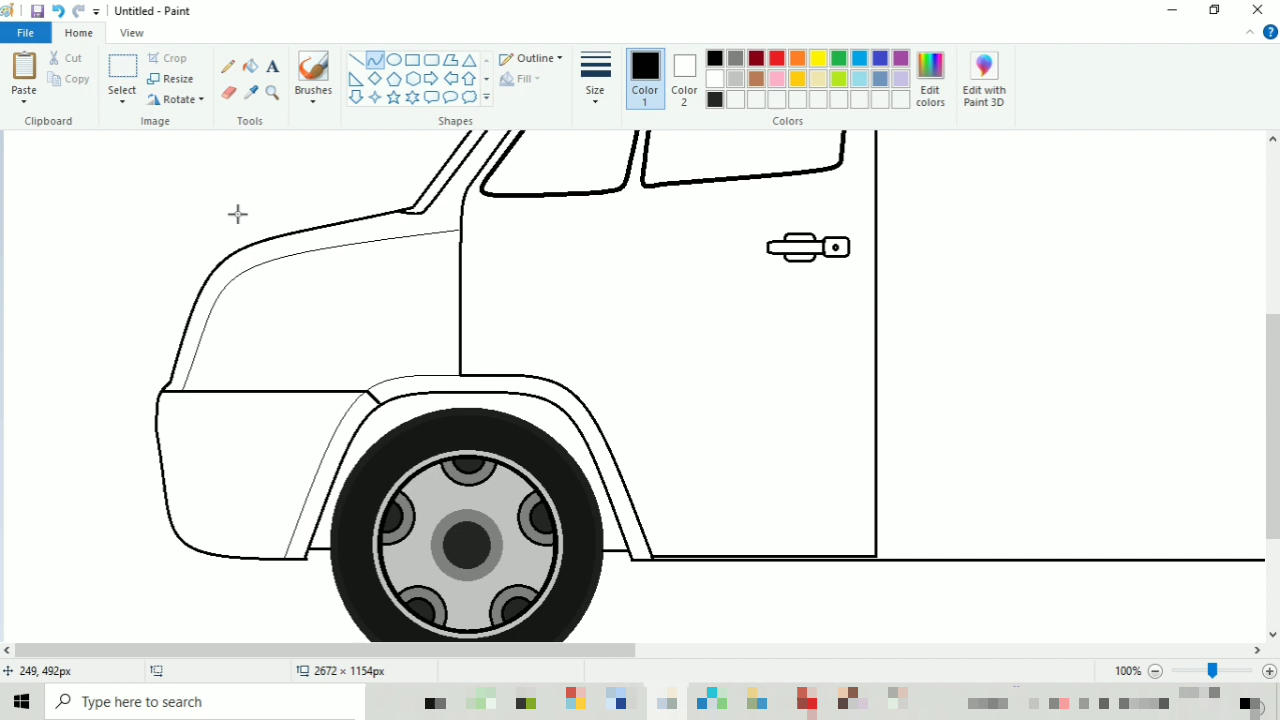 Untitled - Paint
File
Home
View
Paste
Cut
Copy
Clipboard
Select
Crop
Resize
Rotate
Image
A
Tools
Brushes
Shapes
Outline
Fill
Size
Color 1
Color 2
Edit colors
Colors
Edit with Paint 3D
249, 492px
2672 × 1154px
100%
Type here to search